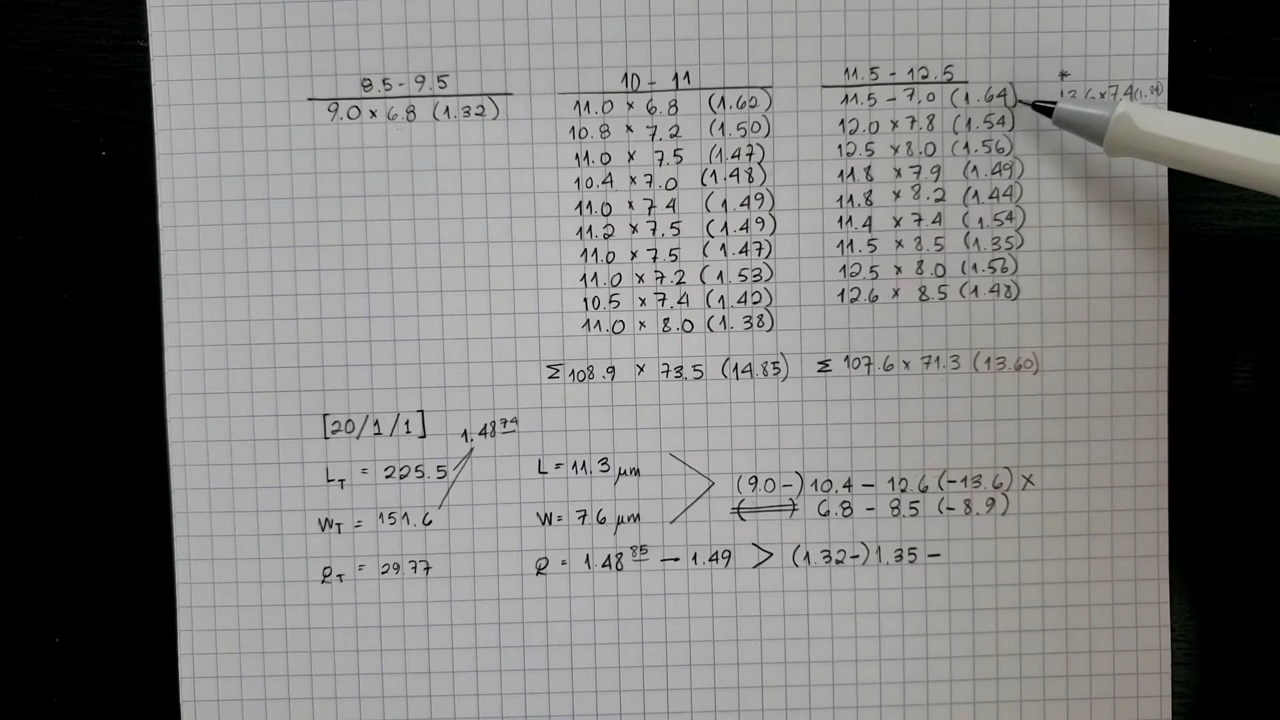 8.5 - 9.5
9.0 × 6.8 (1.32)
10 - 11
11.0 × 6.8 (1.62)
10.8 × 7.2 (1.50)
11.0 × 7.5 (1.47)
10.4 × 7.0 (1.48)
11.0 × 7.4 (1.49)
11.2 × 7.5 (1.49)
11.0 × 7.5 (1.47)
11.0 × 7.2 (1.53)
10.5 × 7.4 (1.42)
11.0 × 8.0 (1.38)
Σ 108.9 × 73.5 (14.85)
11.5 - 12.5
11.5 - 7.0 (1.64)
12.0 × 7.8 (1.54)
12.5 × 8.0 (1.56)
11.8 × 7.9 (1.49)
11.8 × 8.2 (1.44)
11.4 × 7.4 (1.54)
11.5 × 8.5 (1.35)
12.5 × 8.0 (1.56)
12.6 × 8.5 (1.48)
Σ 107.6 × 71.3 (13.60)
*
× 7.4
[20/1/1]
1.48 74
L T = 225.5
W T = 151.6
Q T = 29.77
L = 11.3 μm
W = 7.6 μm
(9.0 -) 10.4 - 12.6 (-13.6) ×
6.8 - 8.5 (- 8.9)
Q = 1.48 85 — 1.49 > (1.32-) 1.35 -